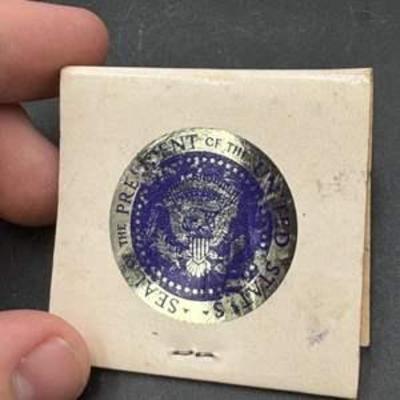 SEAL OF THE PRESIDENT OF THE UNITED STATES